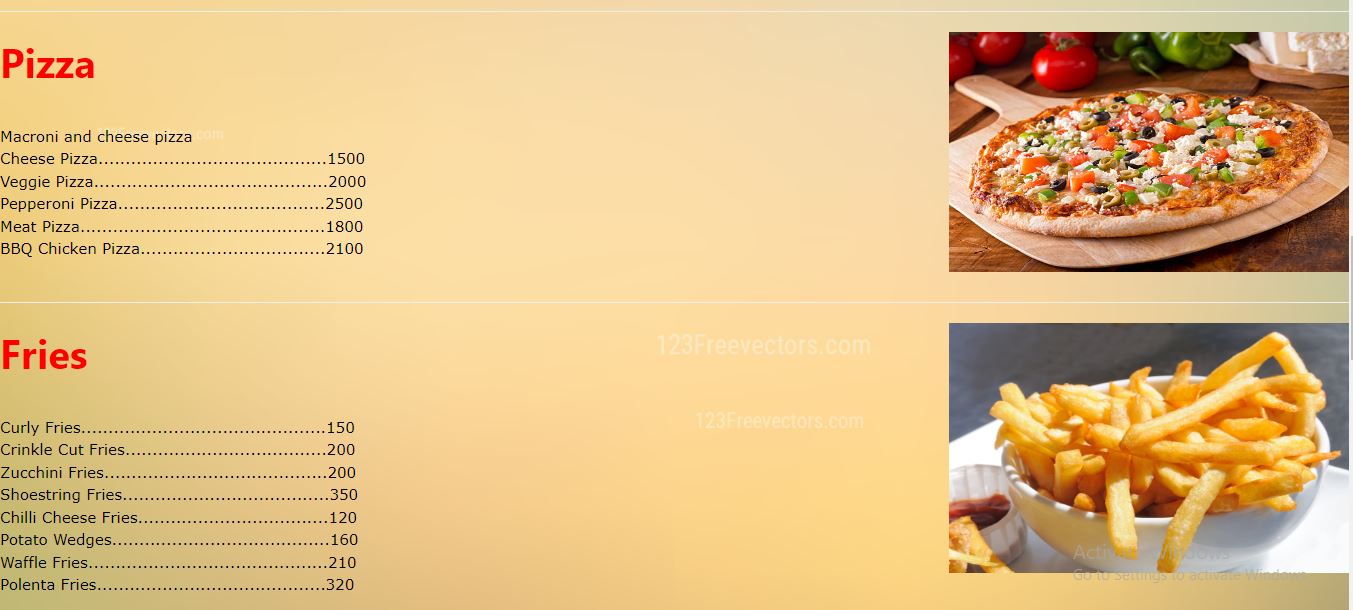 Pizza
Macroni and cheese pizza
Cheese Pizza..........................................1500
Veggie Pizza...........................................2000
Pepperoni Pizza......................................2500
Meat Pizza.............................................1800
BBQ Chicken Pizza..................................2100
Fries
123Freevectors.com
123Freevectors.com
Curly Fries.............................................150
Crinkle Cut Fries.....................................200
Zucchini Fries.........................................200
Shoestring Fries......................................350
Chilli Cheese Fries...................................120
Potato Wedges.............................................160
Waffle Fries............................................210
Polenta Fries..........................................320
Activate Windows
Go to Settings to activate Windows.